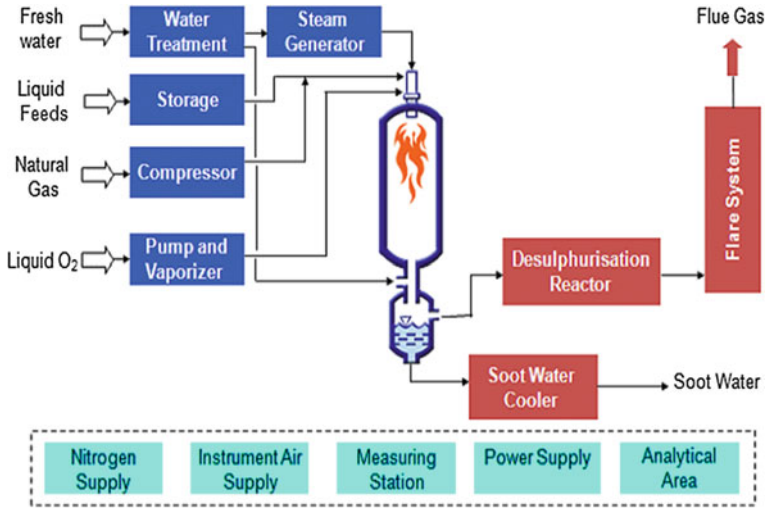 Fresh
water
Water
Treatment
Steam
Generator
Flue Gas
Liquid
Feeds
Storage
Natural
Gas
Compressor
Flare System
Liquid O₂
Pump and
Vaporizer
Desulphurisation
Reactor
Soot Water
Cooler
Soot Water
Nitrogen
Supply
Instrument Air
Supply
Measuring
Station
Power Supply
Analytical
Area